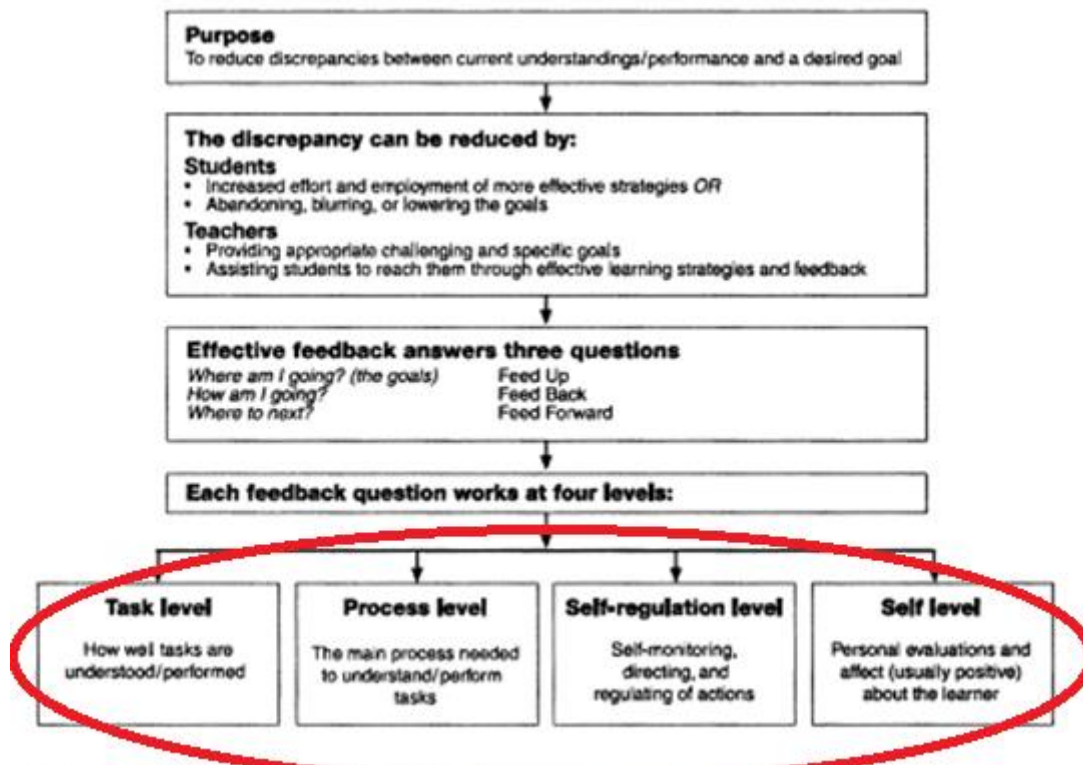 Purpose
To reduce discrepancies between current understandings/performance and a desired goal
The discrepancy can be reduced by:
Students
• Increased effort and employment of more effective strategies OR
• Abandoning, blurring, or lowering the goals
Teachers
• Providing appropriate challenging and specific goals
• Assisting students to reach them through effective learning strategies and feedback
Effective feedback answers three questions
Where am I going? (the goals) Feed Up
How am I going? Feed Back
Where to next? Feed Forward
Each feedback question works at four levels:
Task level
How well tasks are
understood/performed
Process level
The main process needed
to understand/perform
tasks
Self-regulation level
Self-monitoring,
directing, and
regulating of actions
Self level
Personal evaluations and
affect (usually positive)
about the learner